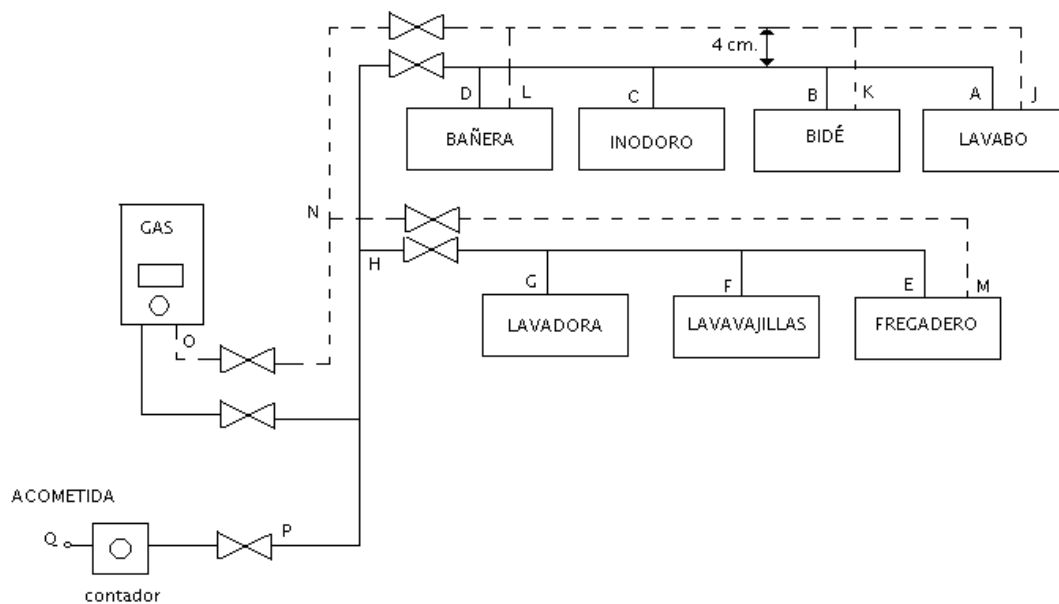 4 cm.
D
L
C
B
K
A
J
BAÑERA
INODORO
BIDÉ
LAVABO
N
GAS
H
G
F
E
M
LAVADORA
LAVAVAJILLAS
FREGADERO
O
ACOMETIDA
Q
P
contador